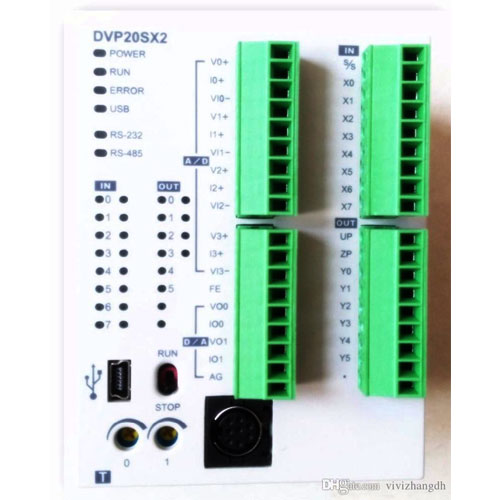 DVP20SX2
POWER
RUN
ERROR
USB
RS-232
RS-485
IN OUT
0 0
1 1
2 2
3 3
4 4
5 5
6
7
RUN
STOP
0 1
T
V0+
I0+
VI0-
V1+
I1+
VI1-
A/D
V2+
I2+
VI2-
V3+
I3+
VI3-
FE
VO0
IO0
D/A
VO1
IO1
AG
IN
S/S
X0
X1
X2
X3
X4
X5
X6
X7
OUT
UP
ZP
Y0
Y1
Y2
Y3
Y4
Y5
DHgate.com vivizhangdh